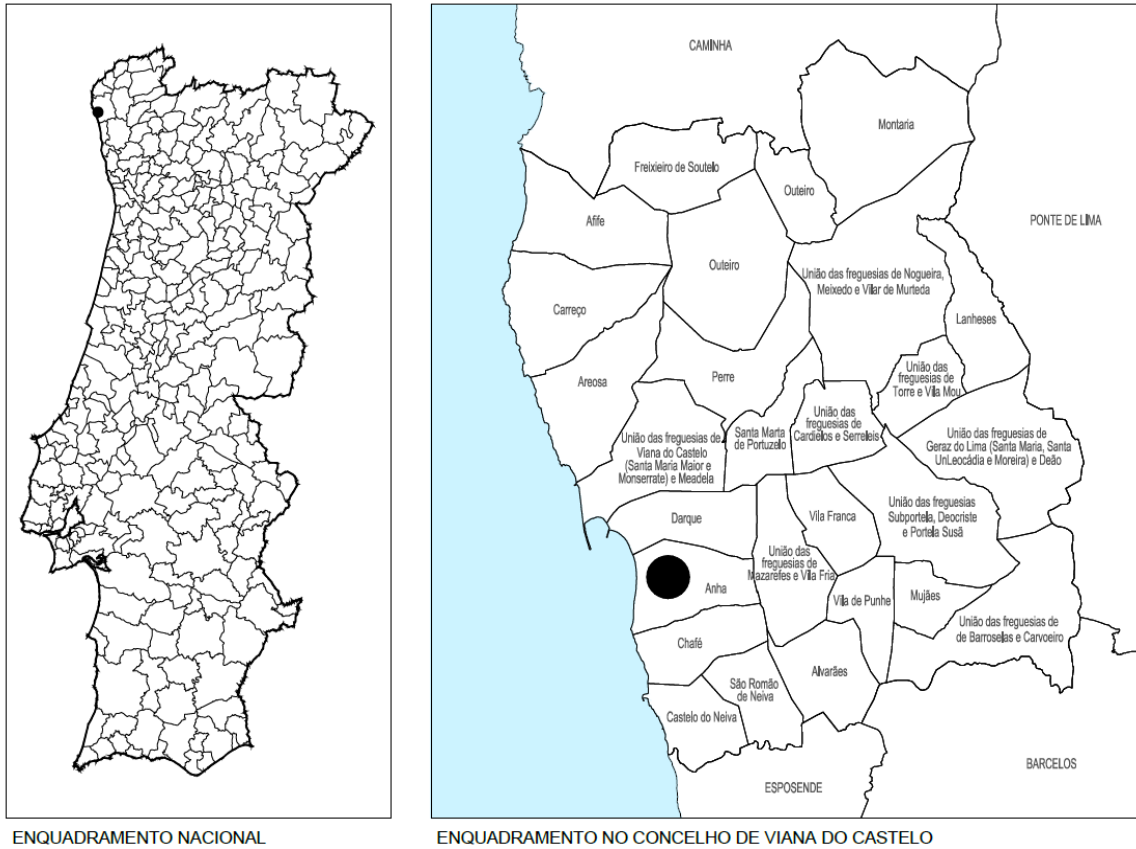 CAMINHA
Montaria
Freixieiro de Soutelo
Outeiro
Afife
PONTE DE LIMA
Outeiro
União das freguesias de Nogueira,
Meixedo e Vilar de Murteda
Carreço
Lanheses
Areosa
Perre
União das
freguesias de
Torre e Vila Mou
União das freguesias de
Viana do Castelo
(Santa Maria Maior e
Monserrate) e Meadela
Santa Marta
de Portuzello
União das
freguesias de
Cardielos e Serreleis
União das freguesias de
Geraz do Lima (Santa Maria, Santa
UnLeocádia e Moreira) e Deão
Darque
Vila Franca
União das freguesias
Subportela, Deocriste
e Portela Susã
União das
freguesias de
Mazarefes e Vila Fria
Anha
Vila de Punhe
Mujães
União das freguesias de
de Barroselas e Carvoeiro
Chafé
Alvarães
São Romão
de Neiva
Castelo do Neiva
BARCELOS
ESPOSENDE
ENQUADRAMENTO NACIONAL
ENQUADRAMENTO NO CONCELHO DE VIANA DO CASTELO